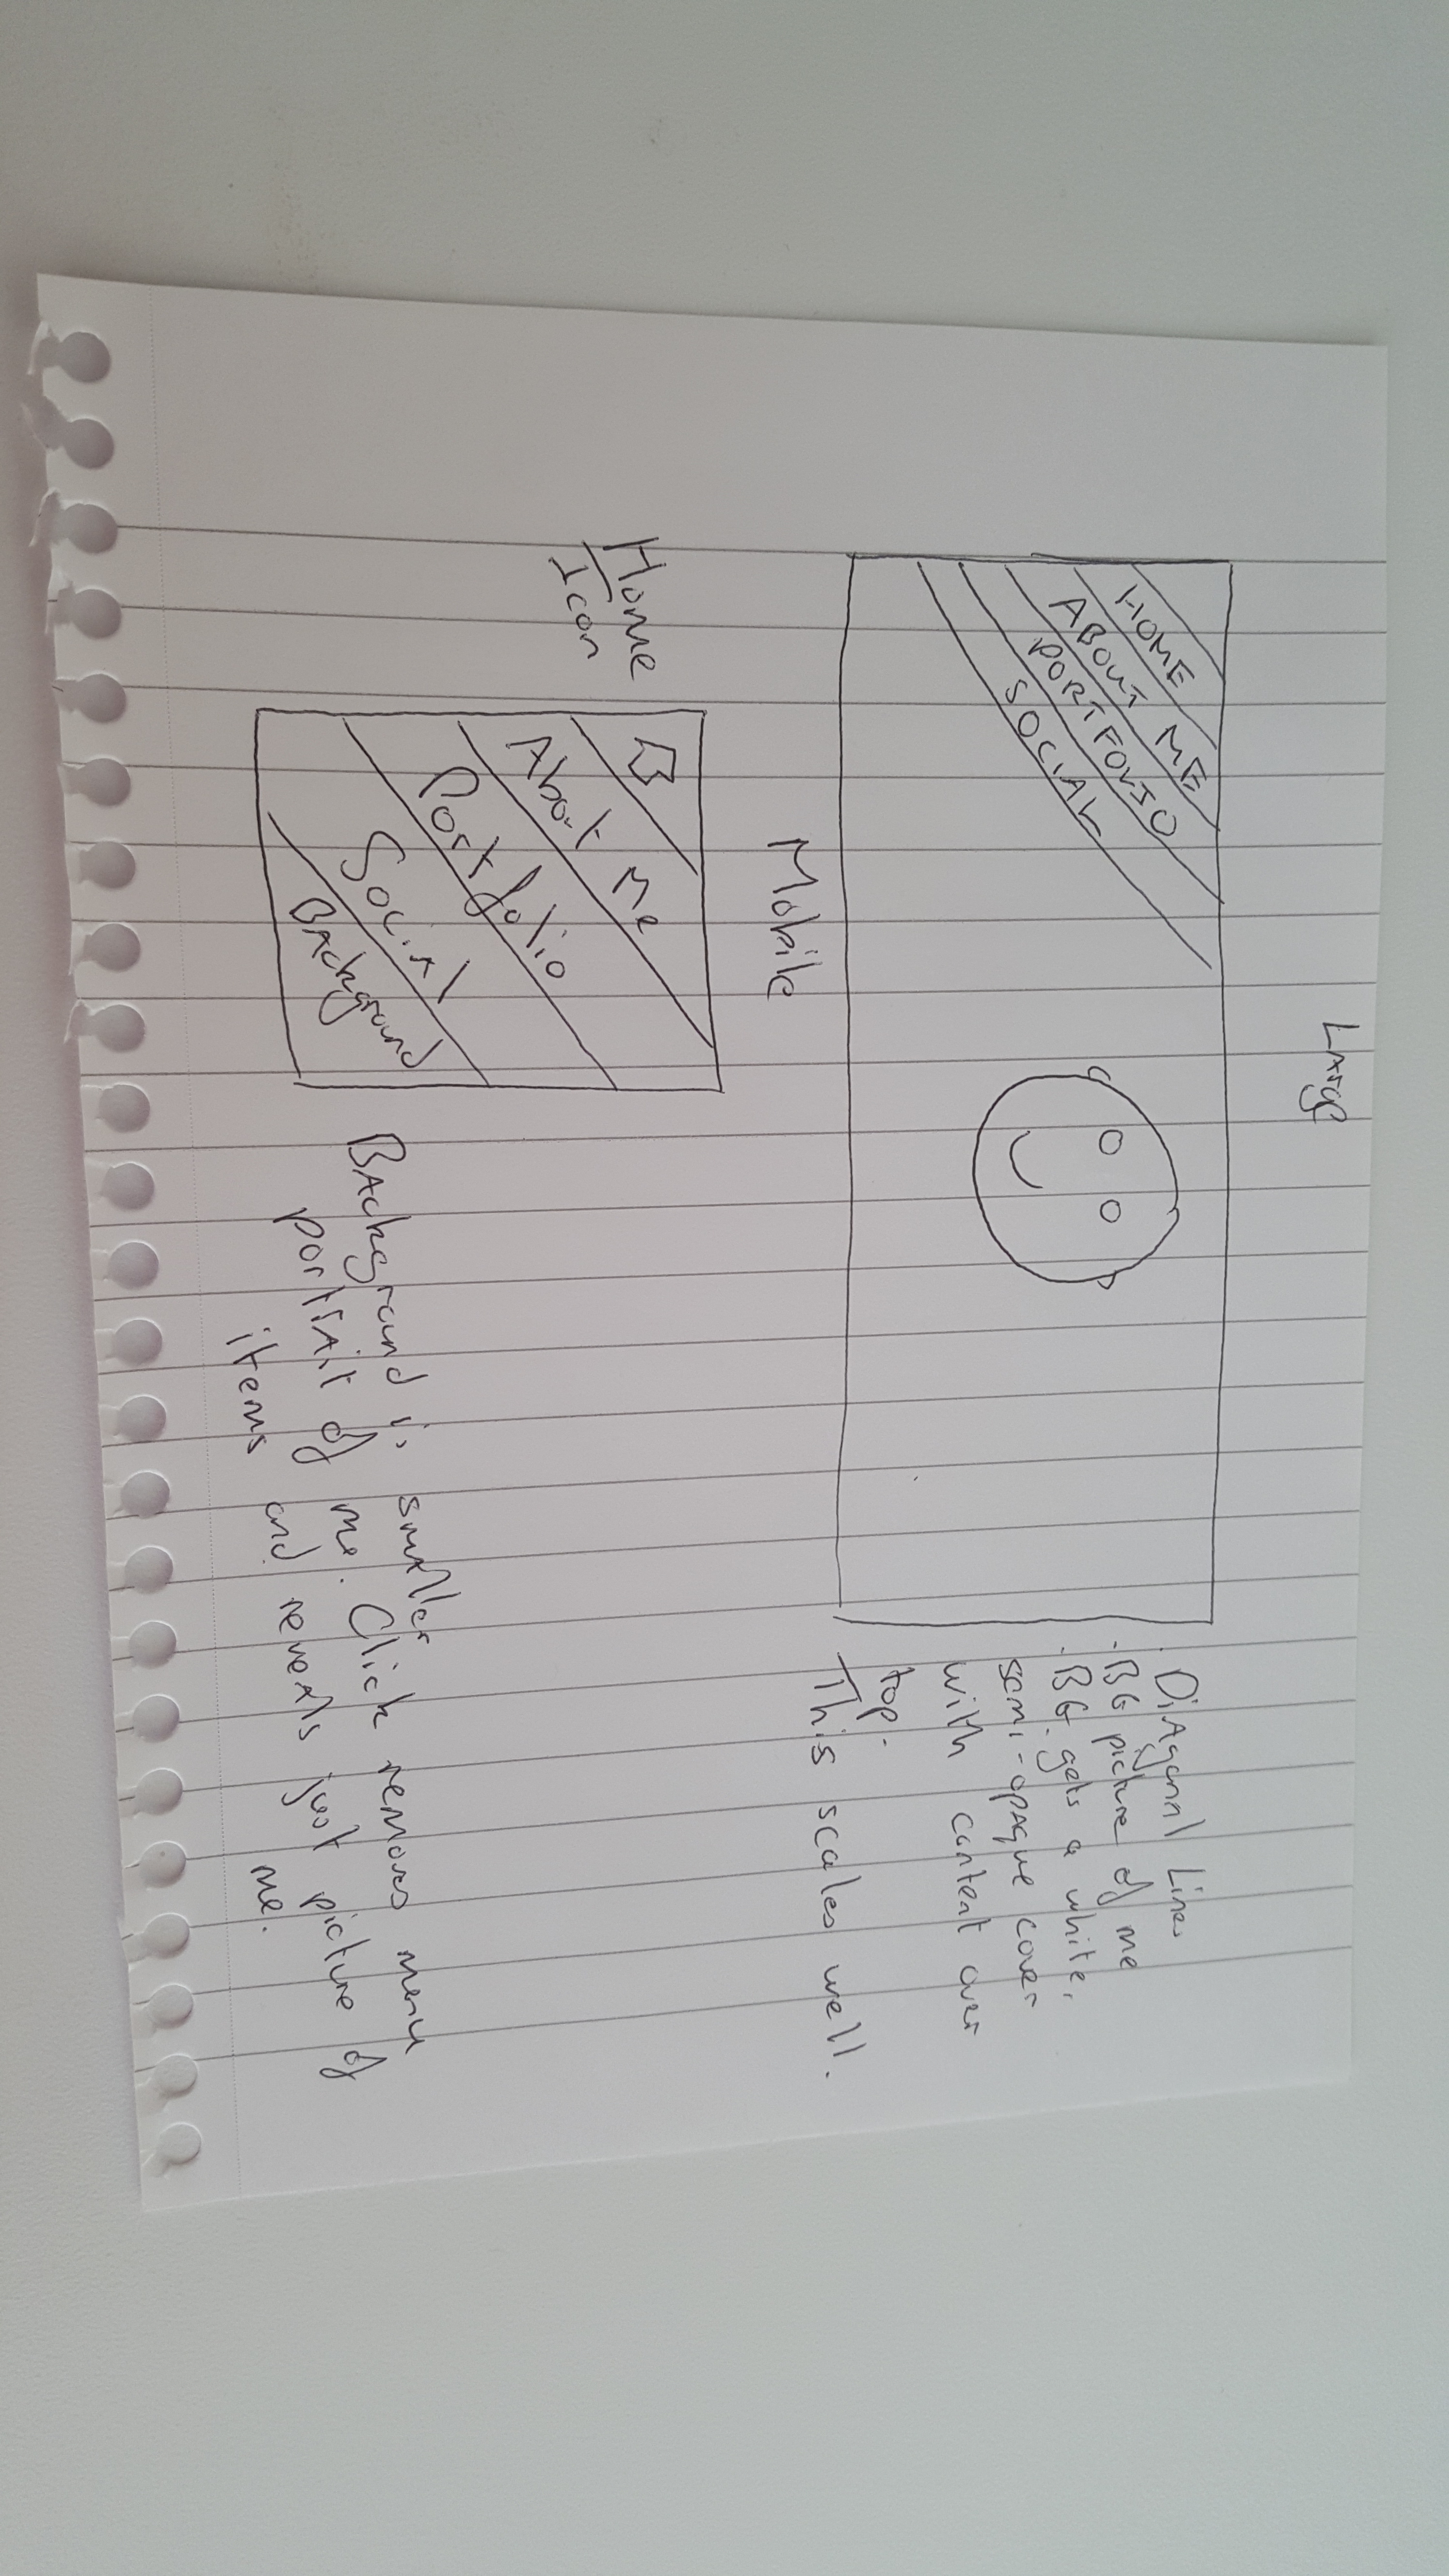 Large
HOME
ABOUT ME
PORTFOLIO
SOCIAL
. Diagonal Lines
. BG picture of me
. BG. gets a white,
semi-opaque cover
with content over
top.
This scales well.
Mobile
Home
Icon
About Me
Portfolio
Social
Background
Background is smaller
portrait of me. Click removes menu
items and reveals just picture of
me.